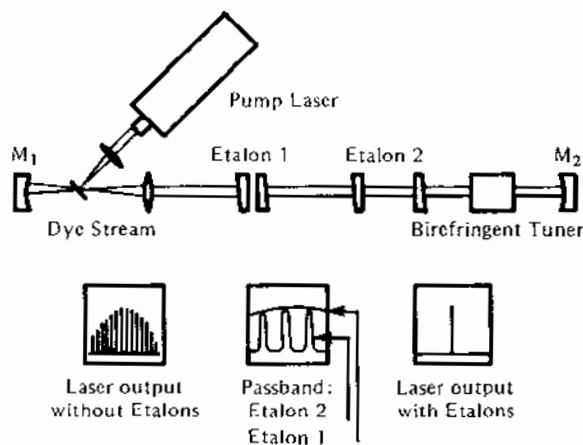 Pump Laser
M1
Etalon 1
Etalon 2
M2
Dye Stream
Birefringent Tuner
Laser output
without Etalons
Passband:
Etalon 2
Etalon 1
Laser output
with Etalons